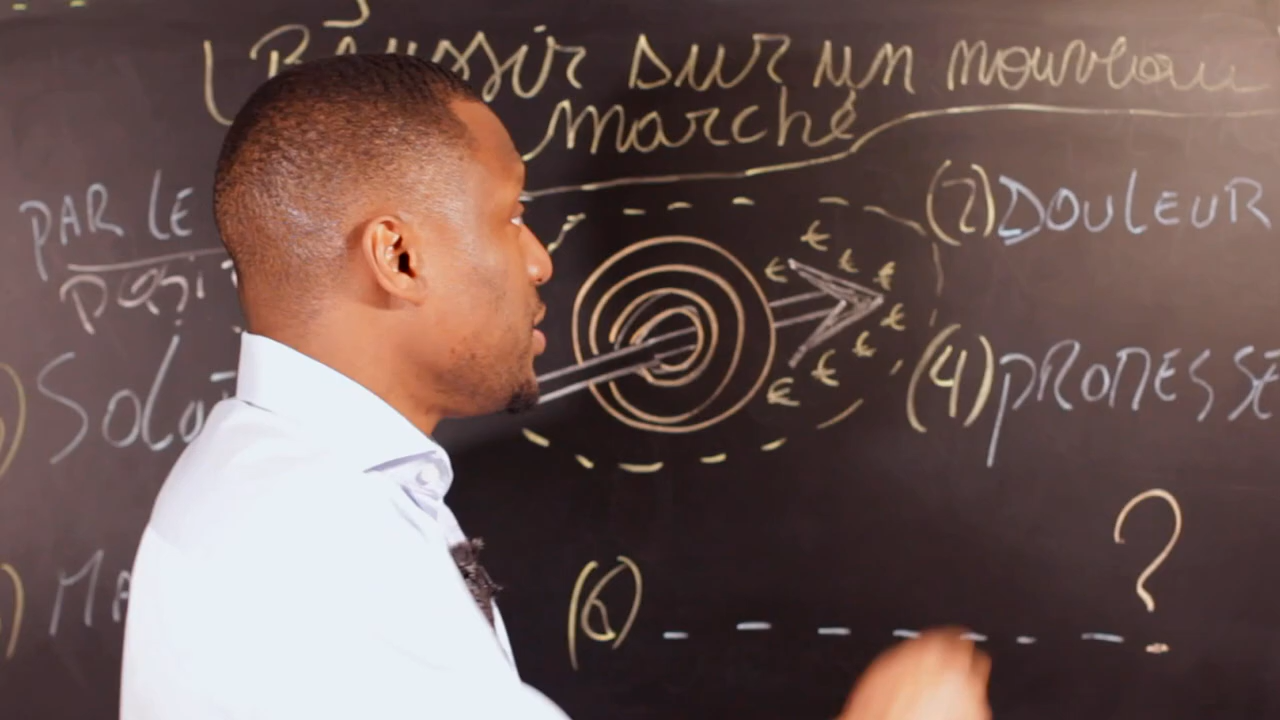 Réussir sur un nouveau
marché
PAR LE
(2) DOULEUR
(4) PROMESSE
(6) _ _ _ _ _ _ _ _ ?
€ € € € € € € €